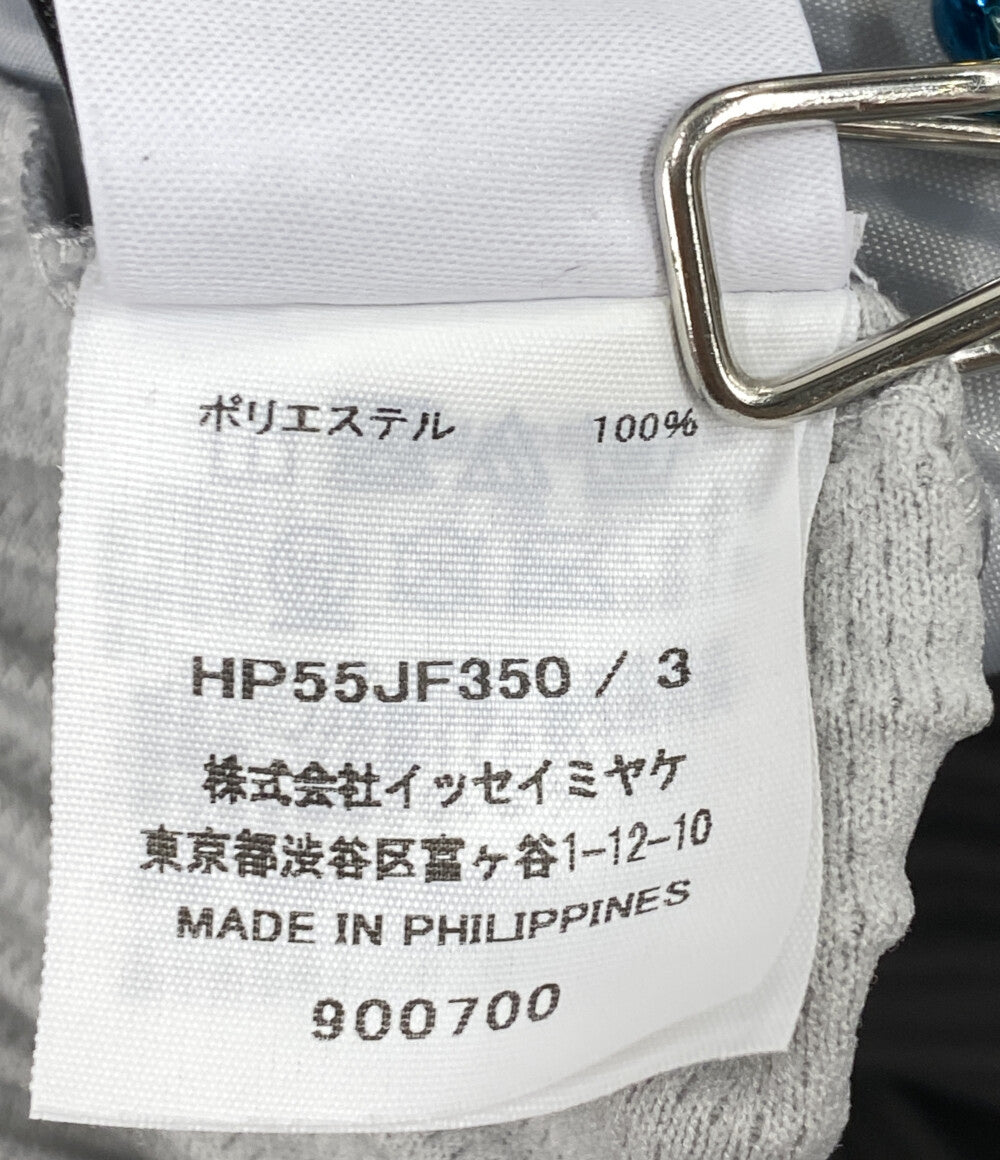 ポリエステル 100%
HP55JF350 / 3
株式会社イッセイミヤケ
東京都渋谷区富ヶ谷1-12-10
MADE IN PHILIPPINES
900700